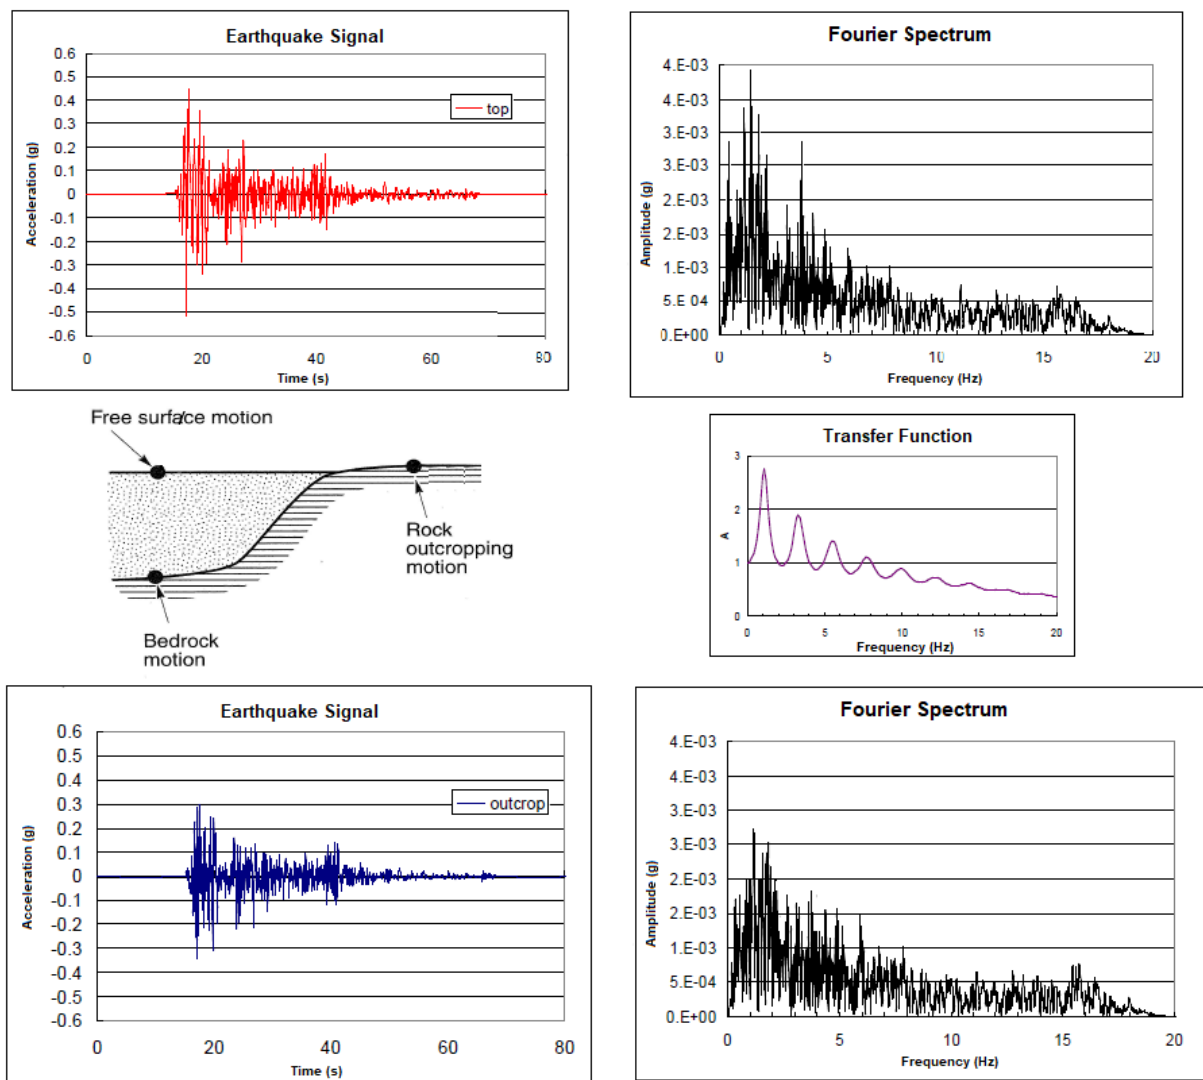 Earthquake Signal
0.6
0.5
0.4
0.3
0.2
0.1
0
-0.1
-0.2
-0.3
-0.4
-0.5
-0.6
Acceleration (g)
top
0 20 40 60 80
Time (s)
Fourier Spectrum
4.E-03
4.E-03
3.E-03
3.E-03
2.E-03
2.E-03
1.E-03
5.E-04
0.E+00
Amplitude (g)
0 5 10 15 20
Frequency (Hz)
Free surface motion
Rock
outcropping
motion
Bedrock
motion
Transfer Function
3
2
1
0
A
0 5 10 15 20
Frequency (Hz)
Earthquake Signal
0.6
0.5
0.4
0.3
0.2
0.1
0
-0.1
-0.2
-0.3
-0.4
-0.5
-0.6
Acceleration (g)
outcrop
0 20 40 60 80
Time (s)
Fourier Spectrum
4.E-03
4.E-03
3.E-03
3.E-03
2.E-03
2.E-03
1.E-03
5.E-04
0.E+00
Amplitude (g)
0 5 10 15 20
Frequency (Hz)